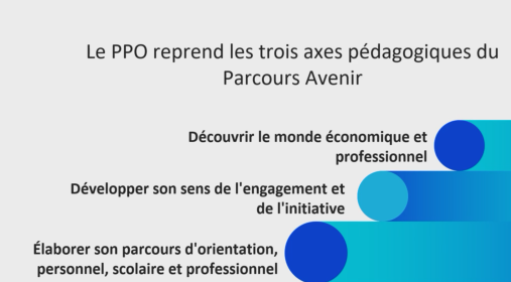 Le PPO reprend les trois axes pédagogiques du
Parcours Avenir
Découvrir le monde économique et
professionnel
Développer son sens de l'engagement et
de l'initiative
Élaborer son parcours d'orientation,
personnel, scolaire et professionnel